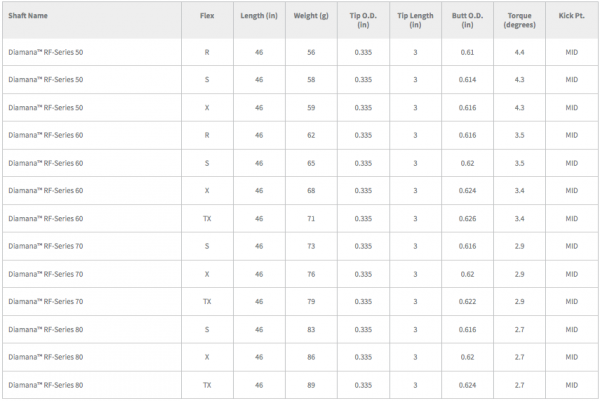 Shaft Name Flex Length (in) Weight (g) Tip O.D. (in) Tip Length (in) Butt O.D. (in) Torque (degrees) Kick Pt.
Diamana™ RF-Series 50 R 46 56 0.335 3 0.61 4.4 MID
Diamana™ RF-Series 50 S 46 58 0.335 3 0.614 4.3 MID
Diamana™ RF-Series 50 X 46 59 0.335 3 0.616 4.3 MID
Diamana™ RF-Series 60 R 46 62 0.335 3 0.616 3.5 MID
Diamana™ RF-Series 60 S 46 65 0.335 3 0.62 3.5 MID
Diamana™ RF-Series 60 X 46 68 0.335 3 0.624 3.4 MID
Diamana™ RF-Series 60 TX 46 71 0.335 3 0.626 3.4 MID
Diamana™ RF-Series 70 S 46 73 0.335 3 0.616 2.9 MID
Diamana™ RF-Series 70 X 46 76 0.335 3 0.62 2.9 MID
Diamana™ RF-Series 70 TX 46 79 0.335 3 0.622 2.9 MID
Diamana™ RF-Series 80 S 46 83 0.335 3 0.616 2.7 MID
Diamana™ RF-Series 80 X 46 86 0.335 3 0.62 2.7 MID
Diamana™ RF-Series 80 TX 46 89 0.335 3 0.624 2.7 MID